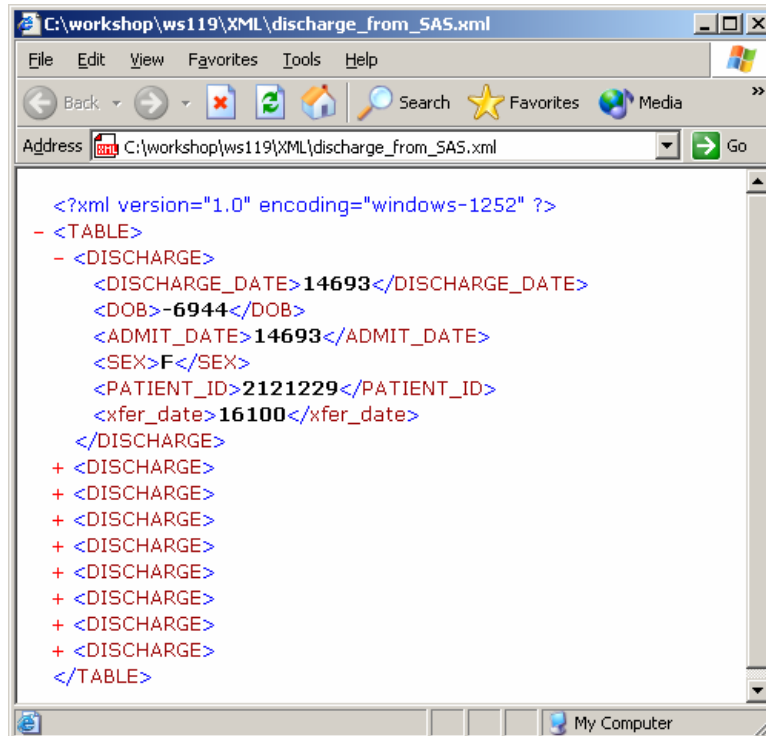 C:\workshop\ws119\XML\discharge_from_SAS.xml
File Edit View Favorites Tools Help
Back Search Favorites Media »
Address C:\workshop\ws119\XML\discharge_from_SAS.xml Go
<?xml version="1.0" encoding="windows-1252" ?>
- <TABLE>
- <DISCHARGE>
<DISCHARGE_DATE>14693</DISCHARGE_DATE>
<DOB>-6944</DOB>
<ADMIT_DATE>14693</ADMIT_DATE>
<SEX>F</SEX>
<PATIENT_ID>2121229</PATIENT_ID>
<xfer_date>16100</xfer_date>
</DISCHARGE>
+ <DISCHARGE>
+ <DISCHARGE>
+ <DISCHARGE>
+ <DISCHARGE>
+ <DISCHARGE>
+ <DISCHARGE>
+ <DISCHARGE>
+ <DISCHARGE>
</TABLE>
My Computer